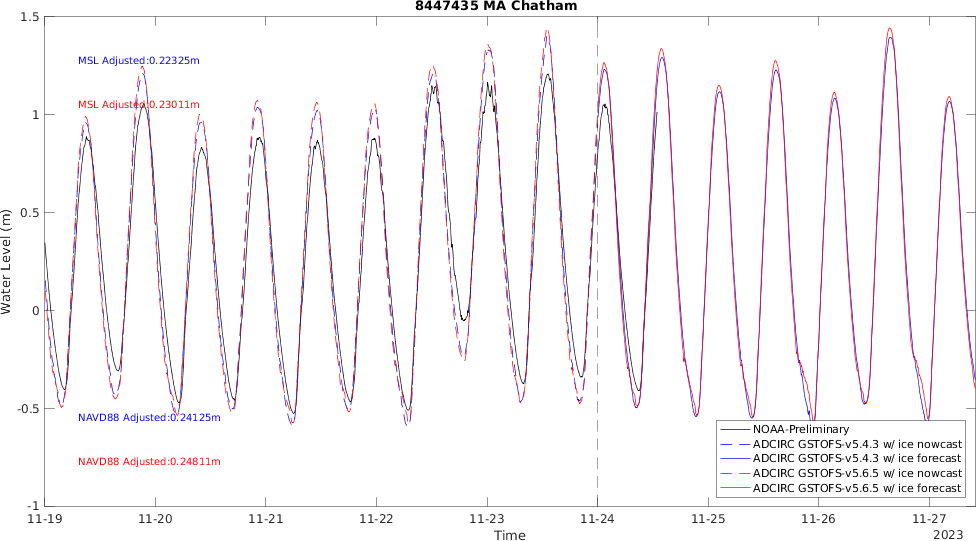 8447435 MA Chatham
1.5
1
0.5
0
-0.5
-1
Water Level (m)
MSL Adjusted:0.22325m
MSL Adjusted:0.23011m
NAVD88 Adjusted:0.24125m
NAVD88 Adjusted:0.24811m
NOAA-Preliminary
ADCIRC GSTOFS-v5.4.3 w/ ice nowcast
ADCIRC GSTOFS-v5.4.3 w/ ice forecast
ADCIRC GSTOFS-v5.6.5 w/ ice nowcast
ADCIRC GSTOFS-v5.6.5 w/ ice forecast
11-19 11-20 11-21 11-22 11-23 11-24 11-25 11-26 11-27
Time
2023